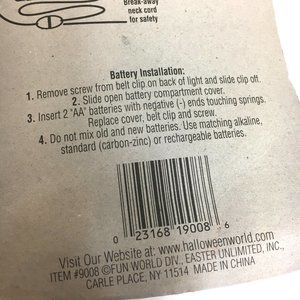 Break-away
neck cord
for safety
Battery Installation:
1. Remove screw from belt clip on back of light and slide clip off.
2. Slide open battery compartment cover.
3. Insert 2 "AA" batteries with negative (-) ends touching springs.
Replace cover, belt clip and screw.
4. Do not mix old and new batteries. Use matching alkaline,
standard (carbon-zinc) or rechargeable batteries.
0 23168 19008 6
Visit Our Website at: www.halloweenworld.com
ITEM #9008 ©FUN WORLD DIV., EASTER UNLIMITED, INC.,
CARLE PLACE, NY 11514 MADE IN CHINA